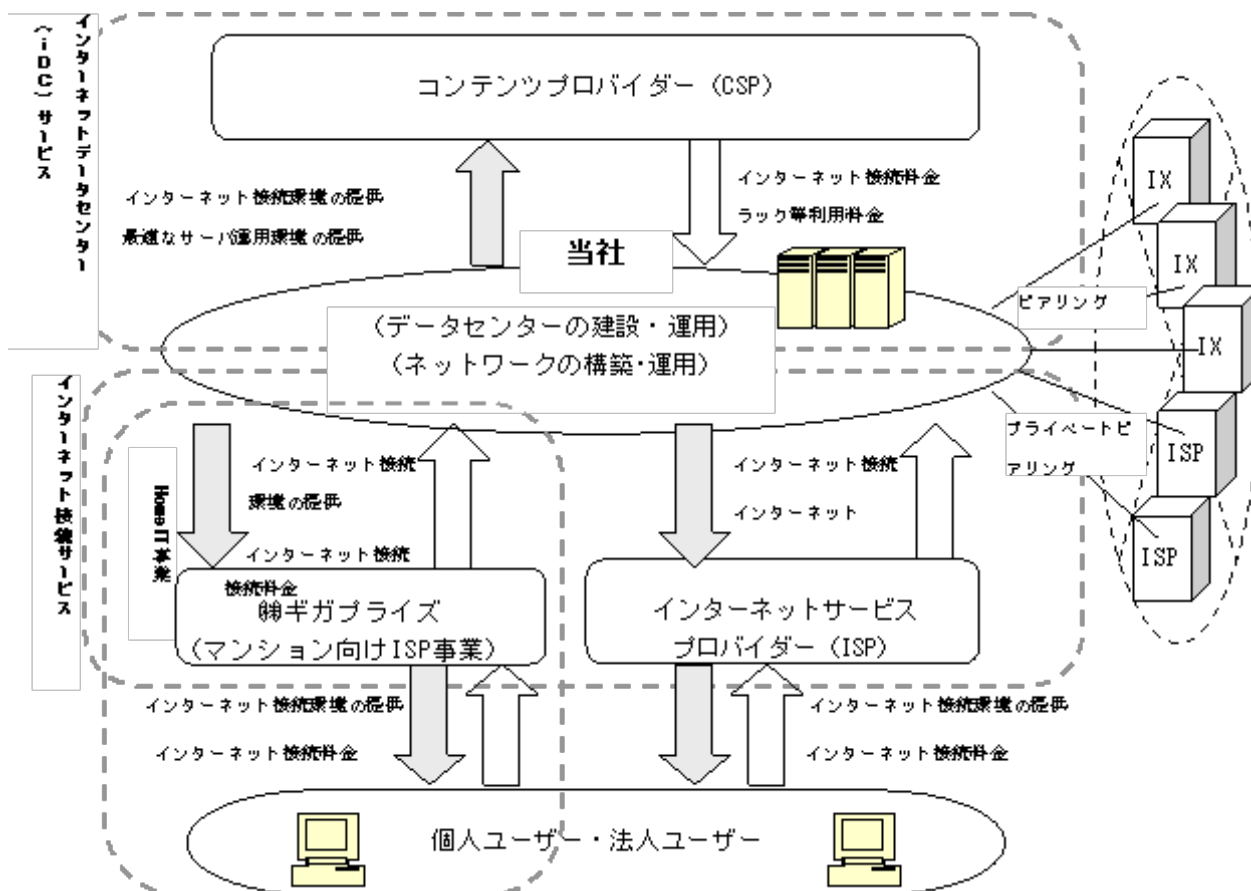 インターネットデータセンター
(iDC)サービス
コンテンツプロバイダー(CSP)
インターネット接続環境の提供
最適なサーバ運用環境の提供
インターネット接続料金
ラック等利用料金
当社
(データセンターの建設・運用)
(ネットワークの構築・運用)
IX
IX
IX
ISP
ISP
ピアリング
プライベートピ
アリング
インターネット接続サービス
Home IT事業
インターネット接続
環境の提供
インターネット接続
接続料金
インターネット接続
インターネット
㈱ギガプライズ
(マンション向けISP事業)
インターネットサービス
プロバイダー(ISP)
インターネット接続環境の提供
インターネット接続料金
インターネット接続環境の提供
インターネット接続料金
個人ユーザー・法人ユーザー